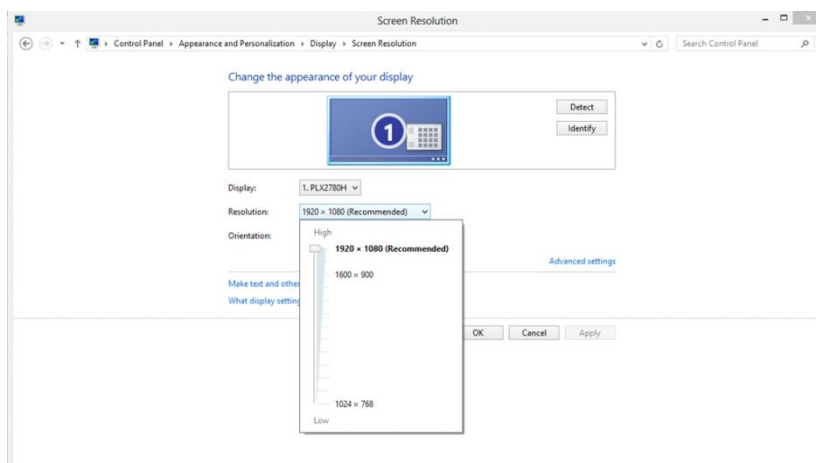 Screen Resolution
Control Panel Appearance and Personalization Display Screen Resolution
Search Control Panel
Change the appearance of your display
1
Detect
Identify
Display: 1. PLX2780H
Resolution: 1920 × 1080 (Recommended)
Orientation:
High
1920 × 1080 (Recommended)
1600 × 900
1024 × 768
Low
Advanced settings
Make text and other
What display setting
OK Cancel Apply